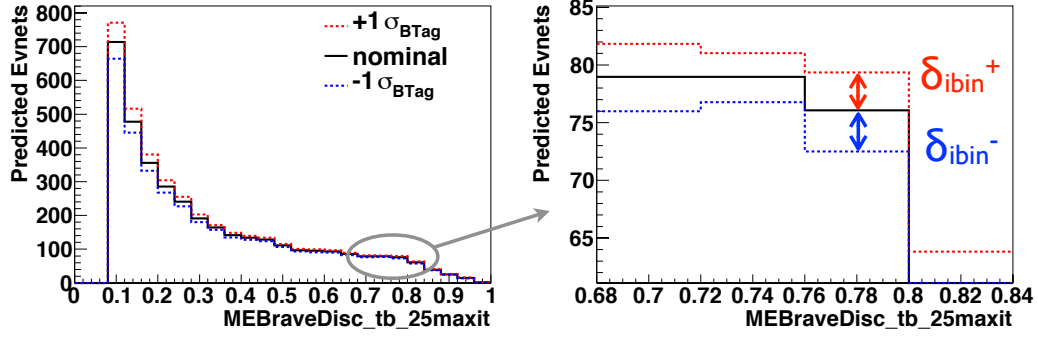 Predicted Evnets
800
700
600
500
400
300
200
100
0
+1 σBTag
nominal
-1 σBTag
0 0.1 0.2 0.3 0.4 0.5 0.6 0.7 0.8 0.9 1
MEBraveDisc_tb_25maxit
Predicted Evnets
85
80
75
70
65
δibin+
δibin-
0.68 0.7 0.72 0.74 0.76 0.78 0.8 0.82 0.84
MEBraveDisc_tb_25maxit